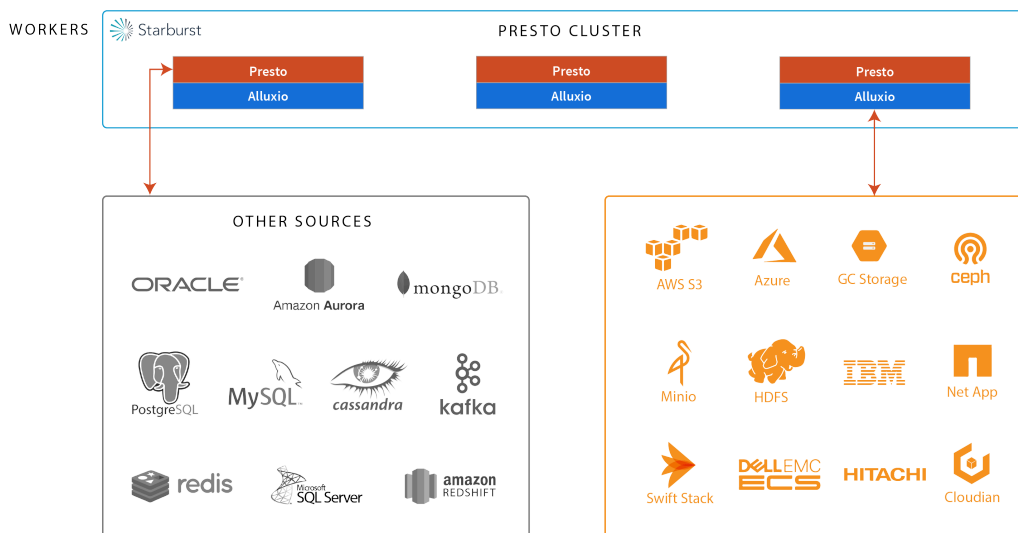 WORKERS
Starburst
PRESTO CLUSTER
Presto
Alluxio
Presto
Alluxio
Presto
Alluxio
OTHER SOURCES
ORACLE®
Amazon Aurora
mongoDB
PostgreSQL
MySQL™
cassandra
kafka
redis
Microsoft
SQL Server
amazon
REDSHIFT
AWS S3
Azure
GC Storage
ceph
Minio
HDFS
IBM
Net App
Swift Stack
DELL EMC
ECS
HITACHI
Cloudian